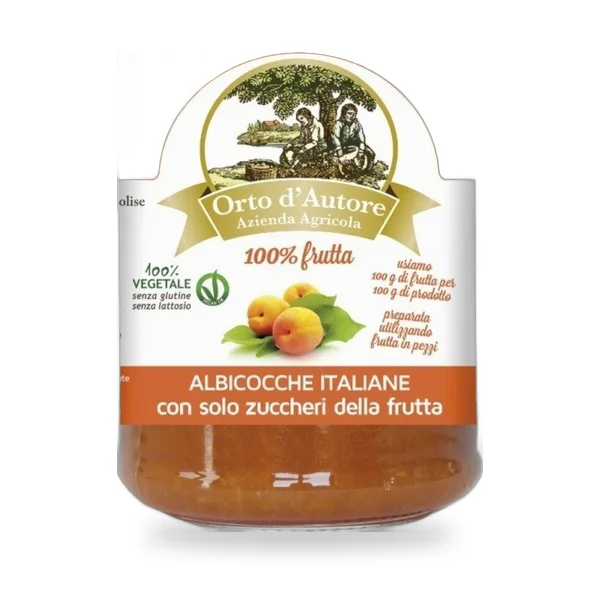 Orto d'Autore
Azienda Agricola
olise
100% frutta
100%
VEGETALE
senza glutine
senza lattosio
usiamo
100 g di frutta per
100 g di prodotto
preparata
utilizzando
frutta in pezzi
ALBICOCCHE ITALIANE
con solo zuccheri della frutta